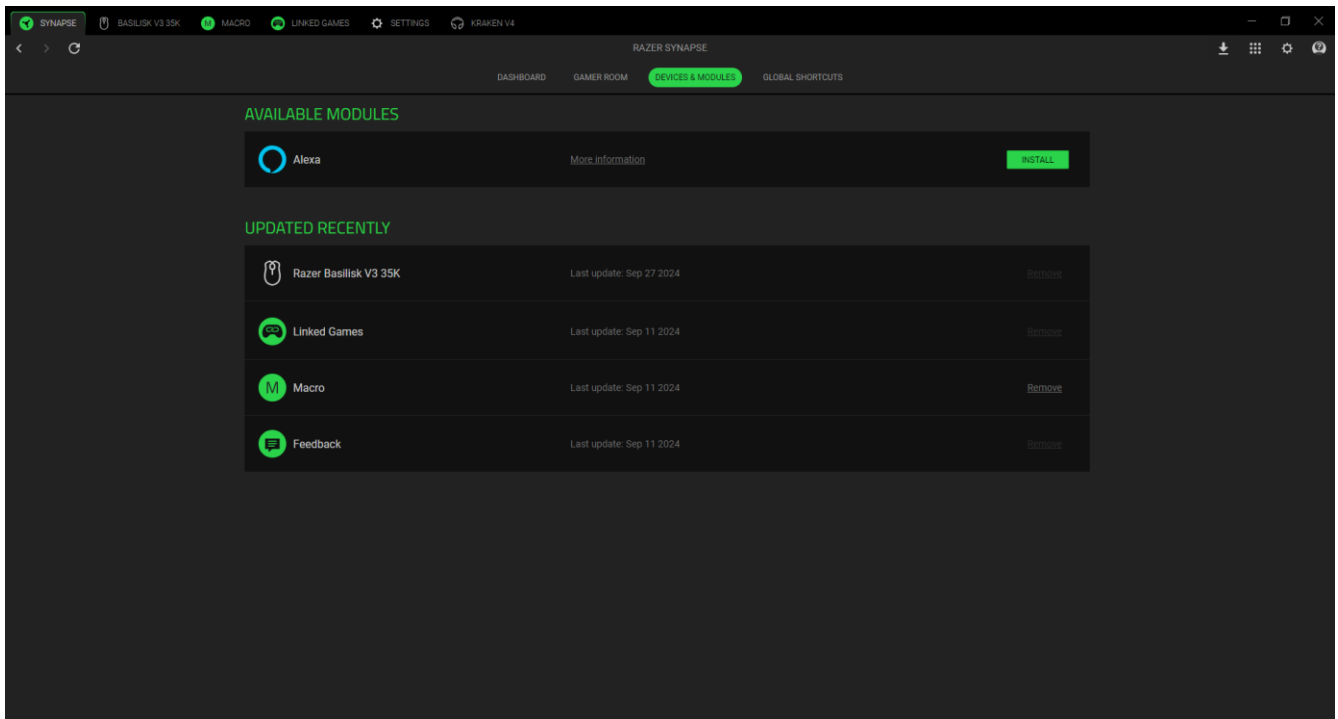 SYNAPSE BASILISK V3 35K M MACRO LINKED GAMES SETTINGS KRAKEN V4
RAZER SYNAPSE
DASHBOARD GAMER ROOM DEVICES & MODULES GLOBAL SHORTCUTS
AVAILABLE MODULES
Alexa More information INSTALL
UPDATED RECENTLY
Razer Basilisk V3 35K Last update: Sep 27 2024 Remove
Linked Games Last update: Sep 11 2024 Remove
M Macro Last update: Sep 11 2024 Remove
Feedback Last update: Sep 11 2024 Remove